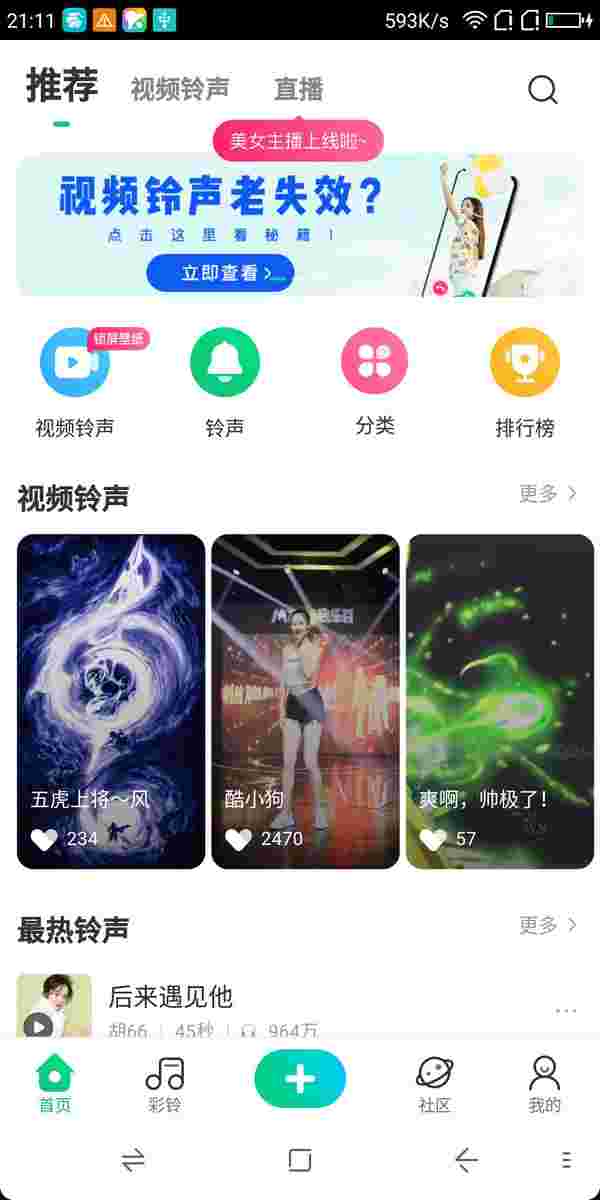 21:11
593K/s
推荐
视频铃声
直播
美女主播上线啦~
视频铃声老失效？
点击这里看秘籍！
立即查看
锁屏壁纸
视频铃声
铃声
分类
排行榜
视频铃声
更多
五虎上将～风
234
酷小狗
2470
爽啊，帅极了！
57
最热铃声
更多
后来遇见他
胡66
45秒
964万
首页
彩铃
社区
我的